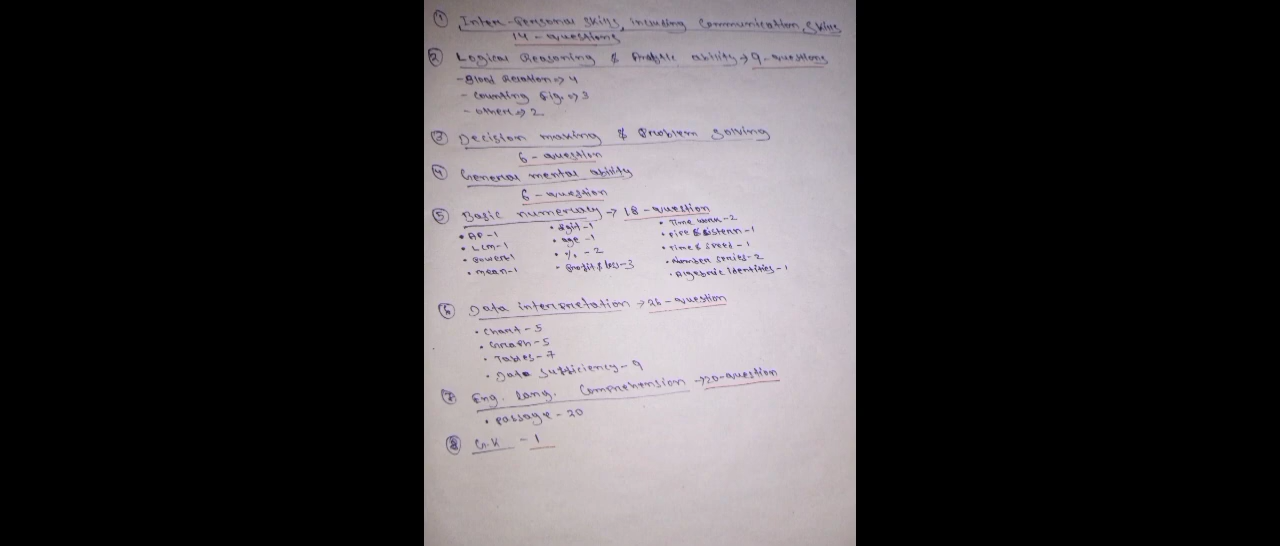 ① Inter-Personal skills, including Communication skills
14 - questions
② Logical Reasoning & Analytic ability → 9 - questions
- Blood Relation => 4
- Counting Fig. => 3
- others => 2
③ Decision making & Problem solving
6 - question
④ General mental ability
6 - question
⑤ Basic numeracy → 18 - question
• AP - 1 • digit - 1 • Time work - 2
• LCM - 1 • age - 1 • Pipe & cistern - 1
• Power - 1 • % - 2 • Time & speed - 1
• mean - 1 • Profit & loss - 3 • Number series - 2
• Algebraic Identities - 1
⑥ Data interpretation → 26 - question
• Chart - 5
• Graph - 5
• Tables - 7
• Data Sufficiency - 9
⑦ Eng. Lang. Comprehension → 20 - question
• Passage - 20
⑧ G.K - 1